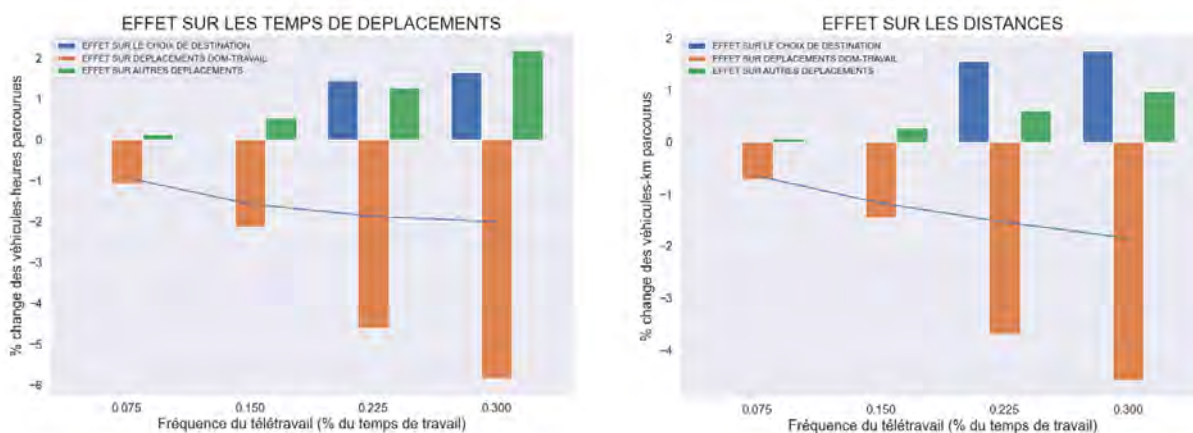 EFFET SUR LES TEMPS DE DEPLACEMENTS
EFFET SUR LE CHOIX DE DESTINATION
EFFET SUR DEPLACEMENTS DOM-TRAVAIL
EFFET SUR AUTRES DEPLACEMENTS
% change des véhicules-heures parcourues
2
1
0
−1
−2
−3
−4
−5
−6
0.075 0.150 0.225 0.300
Fréquence du télétravail (% du temps de travail)
EFFET SUR LES DISTANCES
EFFET SUR LE CHOIX DE DESTINATION
EFFET SUR DEPLACEMENTS DOM-TRAVAIL
EFFET SUR AUTRES DEPLACEMENTS
% change des véhicules-km parcourus
2
1
0
−1
−2
−3
−4
0.075 0.150 0.225 0.300
Fréquence du télétravail (% du temps de travail)